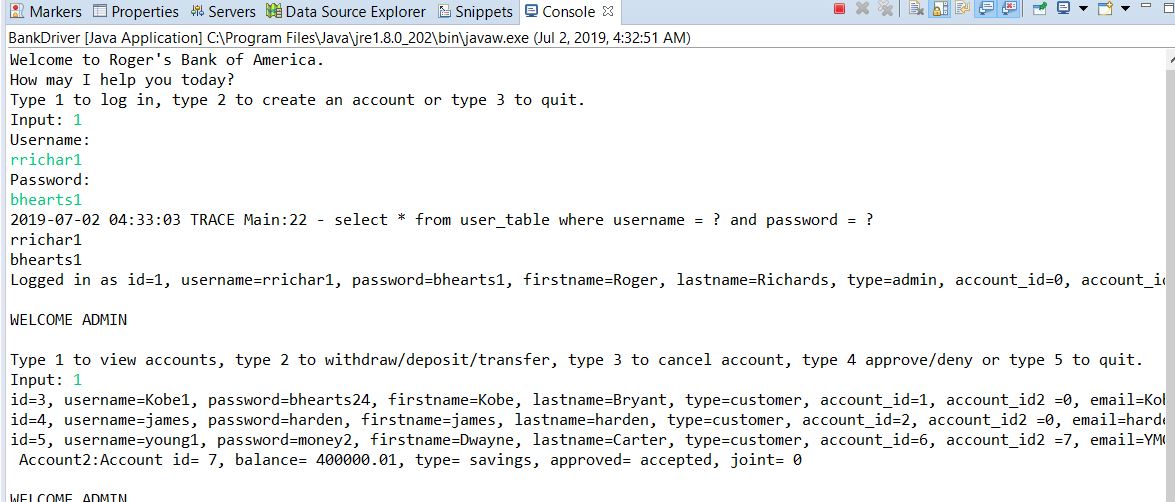 Markers Properties Servers Data Source Explorer Snippets Console
BankDriver [Java Application] C:\Program Files\Java\jre1.8.0_202\bin\javaw.exe (Jul 2, 2019, 4:32:51 AM)
Welcome to Roger's Bank of America.
How may I help you today?
Type 1 to log in, type 2 to create an account or type 3 to quit.
Input: 1
Username:
rrichar1
Password:
bhearts1
2019-07-02 04:33:03 TRACE Main:22 - select * from user_table where username = ? and password = ?
rrichar1
bhearts1
Logged in as id=1, username=rrichar1, password=bhearts1, firstname=Roger, lastname=Richards, type=admin, account_id=0, account_id
WELCOME ADMIN
Type 1 to view accounts, type 2 to withdraw/deposit/transfer, type 3 to cancel account, type 4 approve/deny or type 5 to quit.
Input: 1
id=3, username=Kobe1, password=bhearts24, firstname=Kobe, lastname=Bryant, type=customer, account_id=1, account_id2 =0, email=Kob
id=4, username=james, password=harden, firstname=james, lastname=harden, type=customer, account_id=2, account_id2 =0, email=harde
id=5, username=young1, password=money2, firstname=Dwayne, lastname=Carter, type=customer, account_id=6, account_id2 =7, email=YMC
Account2:Account id= 7, balance= 400000.01, type= savings, approved= accepted, joint= 0
WELCOME ADMIN